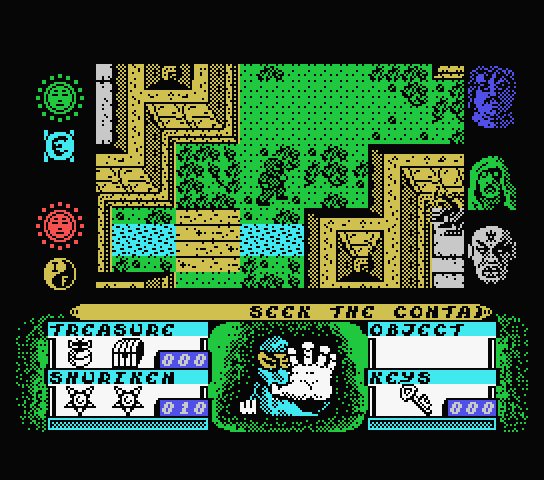 SEEK THE CONTA
TREASURE
OBJECT
000
SHURIKEN
KEYS
010
000